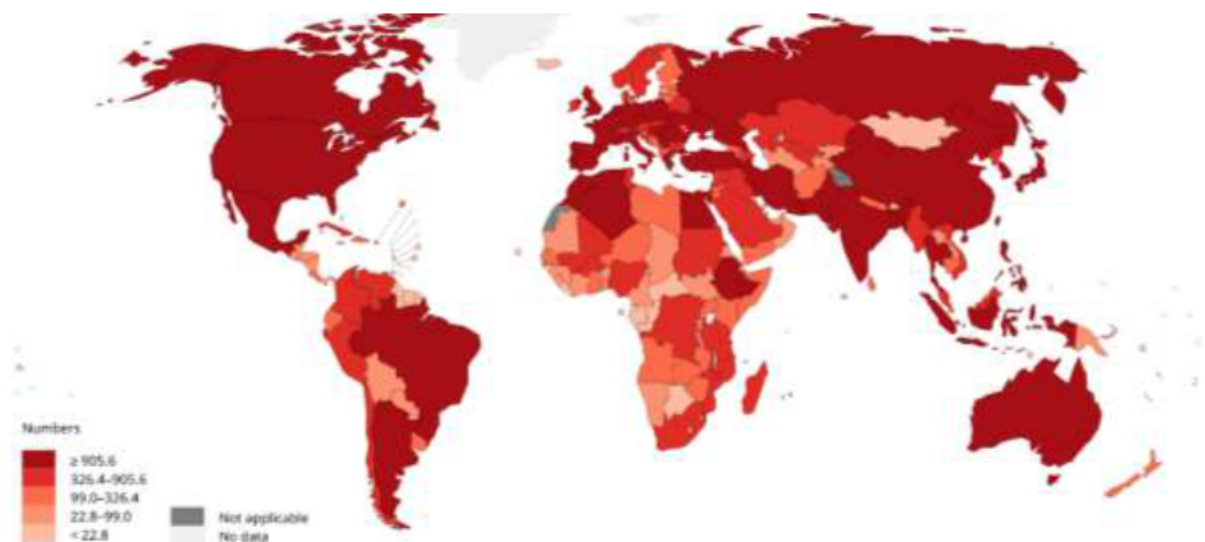 Numbers
≥ 905.6
326.4–905.6
99.0–326.4
22.8–99.0
< 22.8
Not applicable
No data